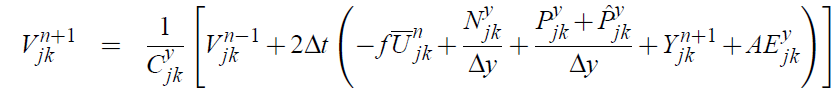 $V_{jk}^{n+1} = \frac{1}{C_{jk}^{y}} \left[ V_{jk}^{n-1} + 2\Delta t \left( -f\overline{U}_{jk}^{n} + \frac{N_{jk}^{y}}{\Delta y} + \frac{P_{jk}^{y} + \hat{P}_{jk}^{y}}{\Delta y} + Y_{jk}^{n+1} + AE_{jk}^{y} \right) \right]$